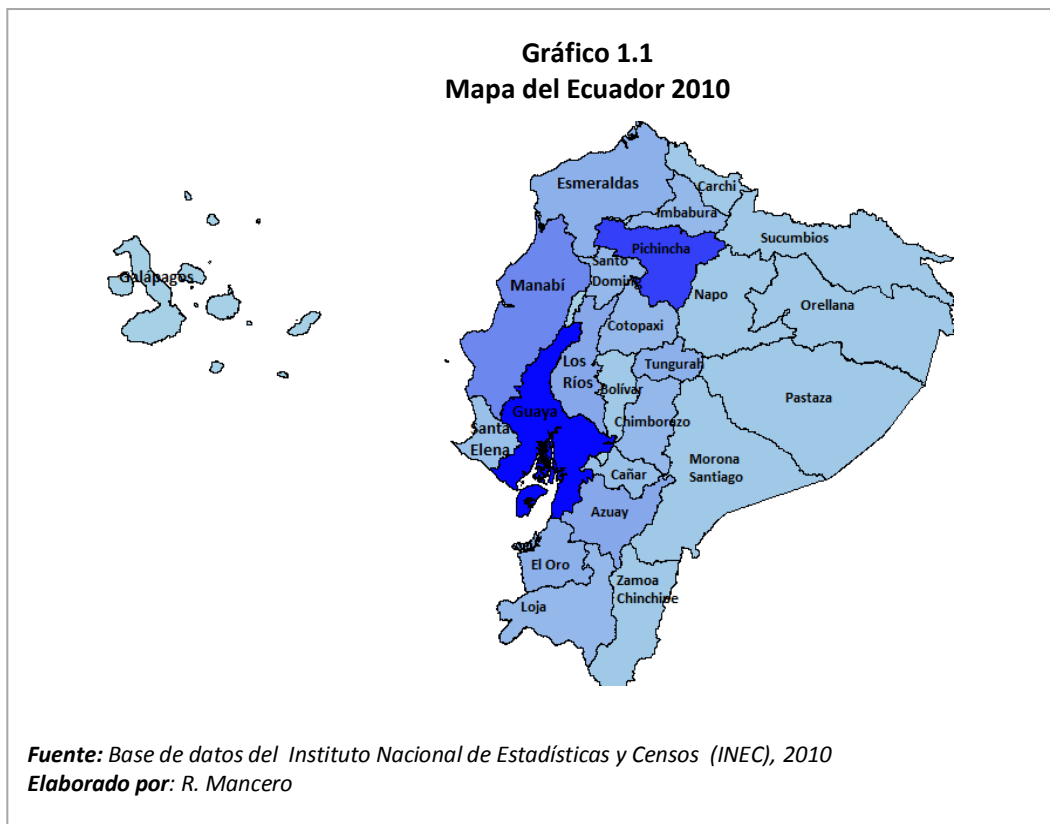 Gráfico 1.1
Mapa del Ecuador 2010
Esmeraldas
Carchi
Imbabura
Sucumbios
Pichincha
Galápagos
Santo
Doming
Manabí
Napo
Orellana
Cotopaxi
Los
Ríos
Tungurah
Bolívar
Pastaza
Guaya
Chimborazo
Santa
Elena
Morona
Santiago
Cañar
Azuay
El Oro
Zamoa
Chinchipe
Loja
Fuente: Base de datos del Instituto Nacional de Estadísticas y Censos (INEC), 2010
Elaborado por: R. Mancero